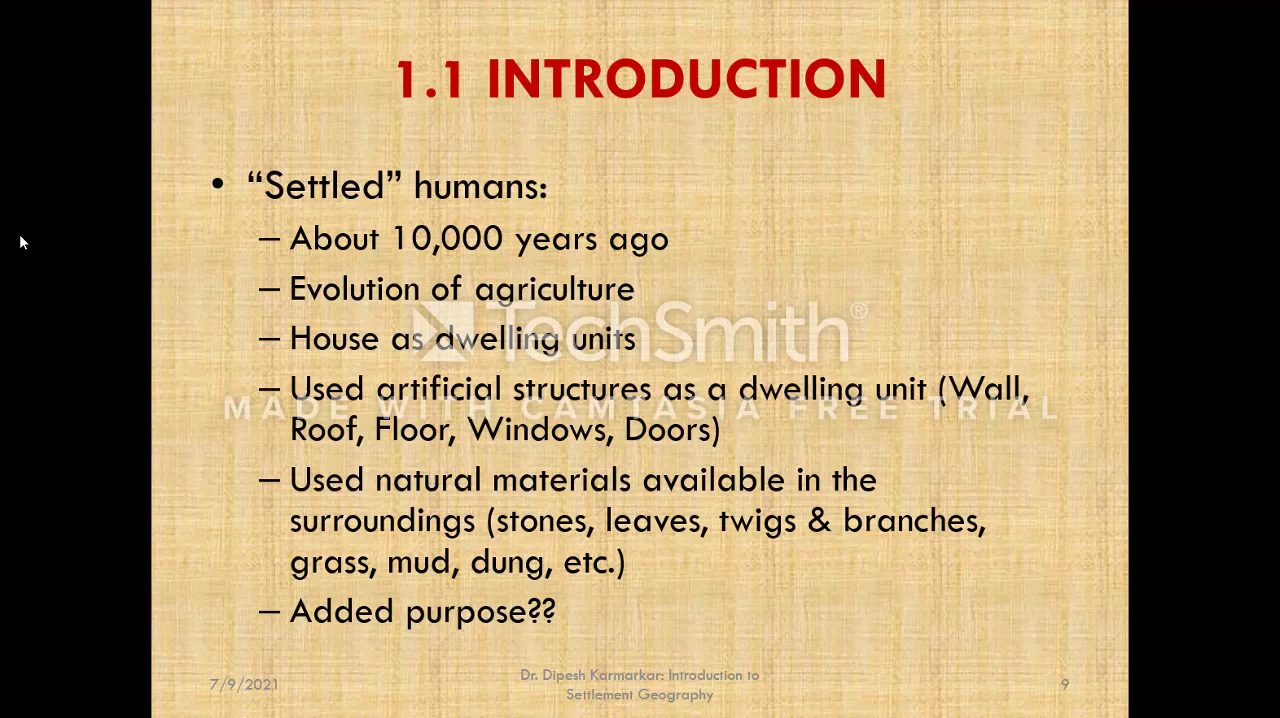 1.1 INTRODUCTION
• “Settled” humans:
– About 10,000 years ago
– Evolution of agriculture
– House as dwelling units
TechSmith®
– Used artificial structures as a dwelling unit (Wall,
MADE WITH CAMTASIA FREE TRIAL
Roof, Floor, Windows, Doors)
– Used natural materials available in the
surroundings (stones, leaves, twigs & branches,
grass, mud, dung, etc.)
– Added purpose??
7/9/2021
Dr. Dipesh Karmarkar: Introduction to
Settlement Geography
9